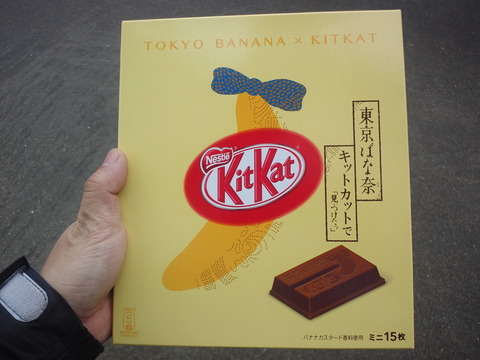 TOKYO BANANA × KITKAT
Nestlé
KitKat
東京ばな奈
キットカットで
「見ぃつけたっ」
バナナカスタード香料使用 ミニ15枚